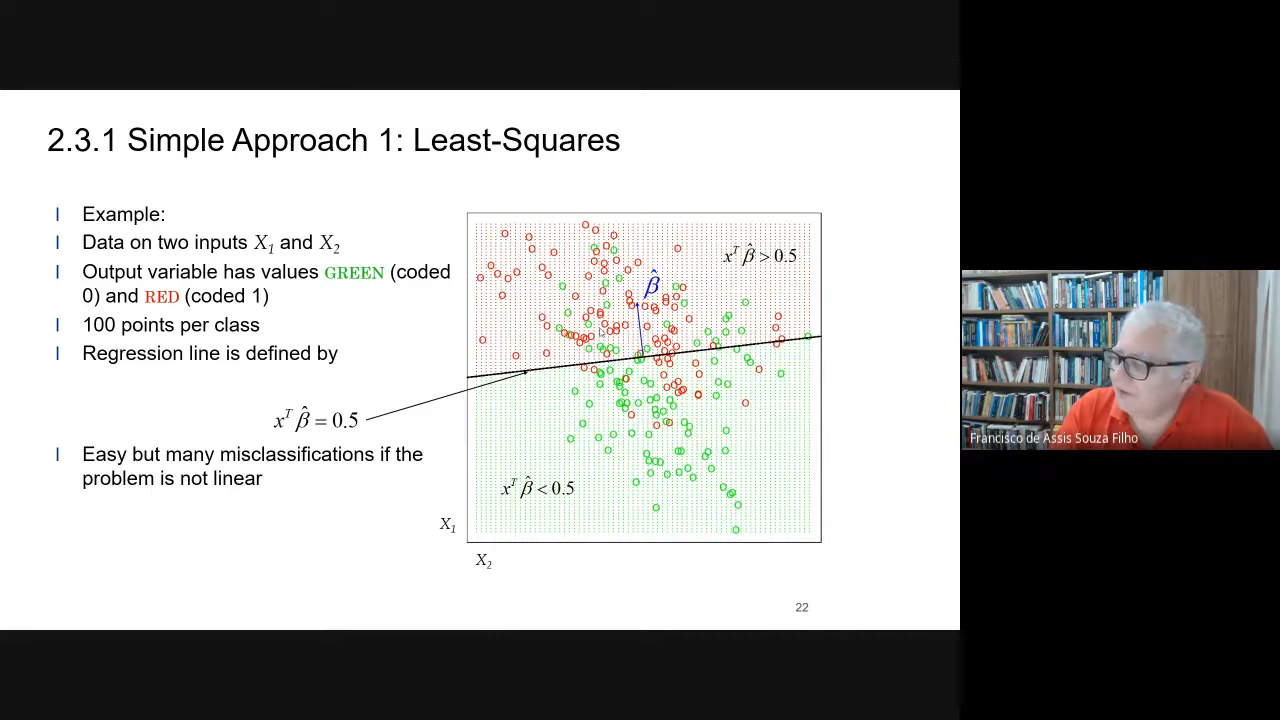 2.3.1 Simple Approach 1: Least-Squares
l Example:
l Data on two inputs X₁ and X₂
l Output variable has values GREEN (coded
0) and RED (coded 1)
l 100 points per class
l Regression line is defined by
xᵀ β̂ = 0.5
l Easy but many misclassifications if the
problem is not linear
xᵀ β̂ > 0.5
β̂
xᵀ β̂ < 0.5
X₁
X₂
22
Francisco de Assis Souza Filho